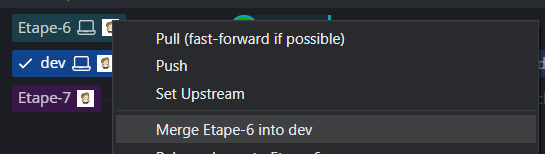 Etape-6
Pull (fast-forward if possible)
dev
Push
Etape-7
Set Upstream
Merge Etape-6 into dev